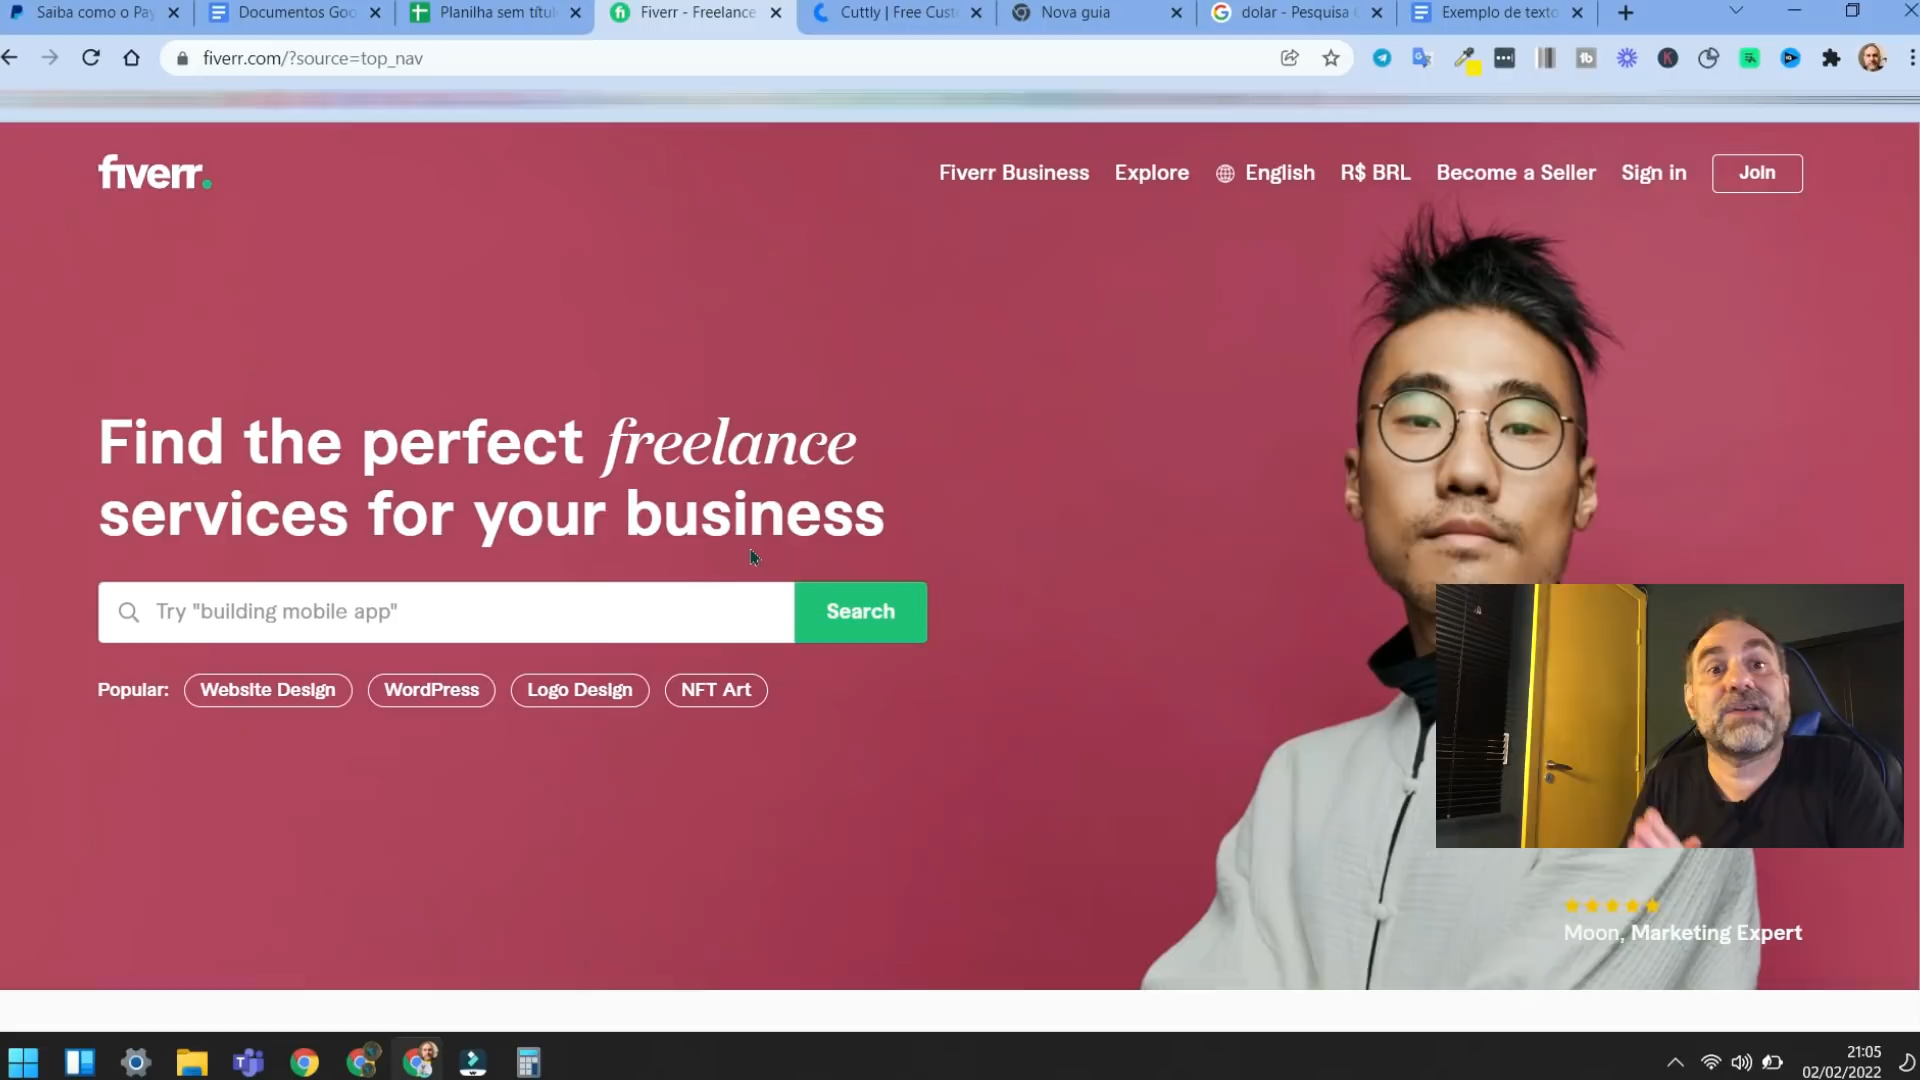 Saiba como o Pay
Documentos Goo
Planilha sem títul
Fiverr - Freelance
Cuttly | Free Cust
Nova guia
dolar - Pesquisa G
Exemplo de texto
fiverr.com/?source=top_nav
fiverr.
Fiverr Business
Explore
English
R$ BRL
Become a Seller
Sign in
Join
Find the perfect freelance
services for your business
Try "building mobile app"
Search
Popular:
Website Design
WordPress
Logo Design
NFT Art
Moon, Marketing Expert
21:05
02/02/2022